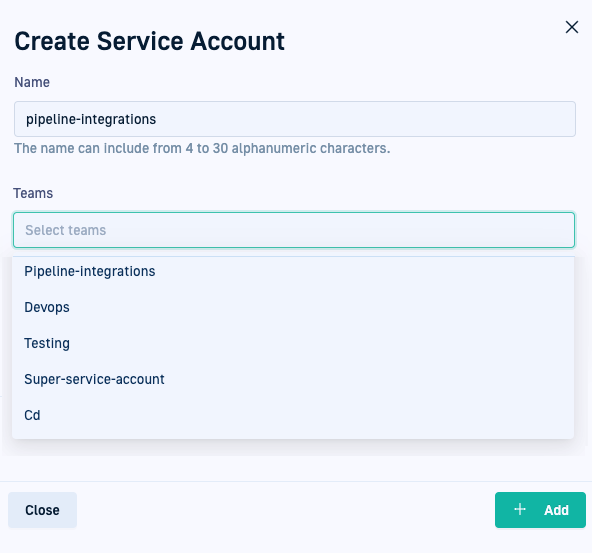 Create Service Account
Name
pipeline-integrations
The name can include from 4 to 30 alphanumeric characters.
Teams
Select teams
Pipeline-integrations
Devops
Testing
Super-service-account
Cd
Close
+ Add